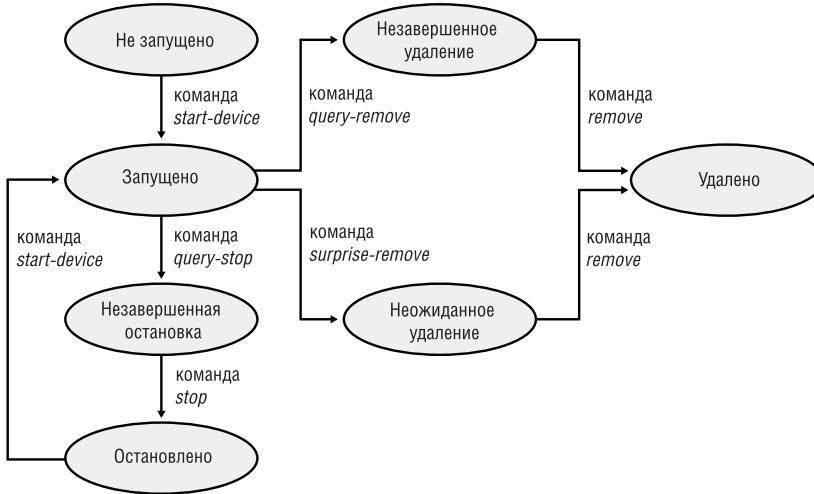 Не запущено
команда
start-device
Запущено
команда
start-device
команда
query-stop
Незавершенная
остановка
команда
stop
Остановлено
команда
query-remove
Незавершенное
удаление
команда
remove
команда
surprise-remove
Неожиданное
удаление
команда
remove
Удалено